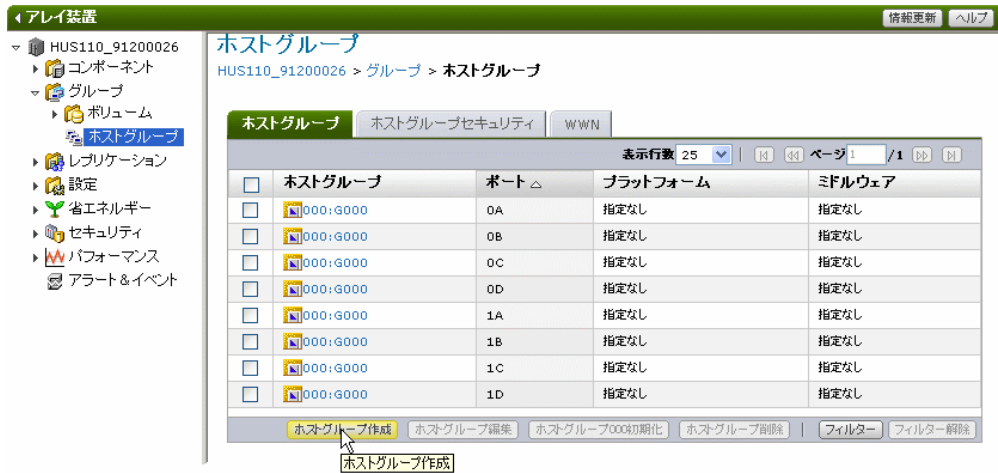 アレイ装置
情報更新 ヘルプ
HUS110_91200026
コンポーネント
グループ
ボリューム
ホストグループ
レプリケーション
設定
省エネルギー
セキュリティ
パフォーマンス
アラート＆イベント
ホストグループ
HUS110_91200026 > グループ > ホストグループ
ホストグループ ホストグループセキュリティ WWN
表示行数 25 ページ 1 /1
ホストグループ ポート プラットフォーム ミドルウェア
000:G000 0A 指定なし 指定なし
000:G000 0B 指定なし 指定なし
000:G000 0C 指定なし 指定なし
000:G000 0D 指定なし 指定なし
000:G000 1A 指定なし 指定なし
000:G000 1B 指定なし 指定なし
000:G000 1C 指定なし 指定なし
000:G000 1D 指定なし 指定なし
ホストグループ作成 ホストグループ編集 ホストグループ000初期化 ホストグループ削除 | フィルター フィルター解除
ホストグループ作成